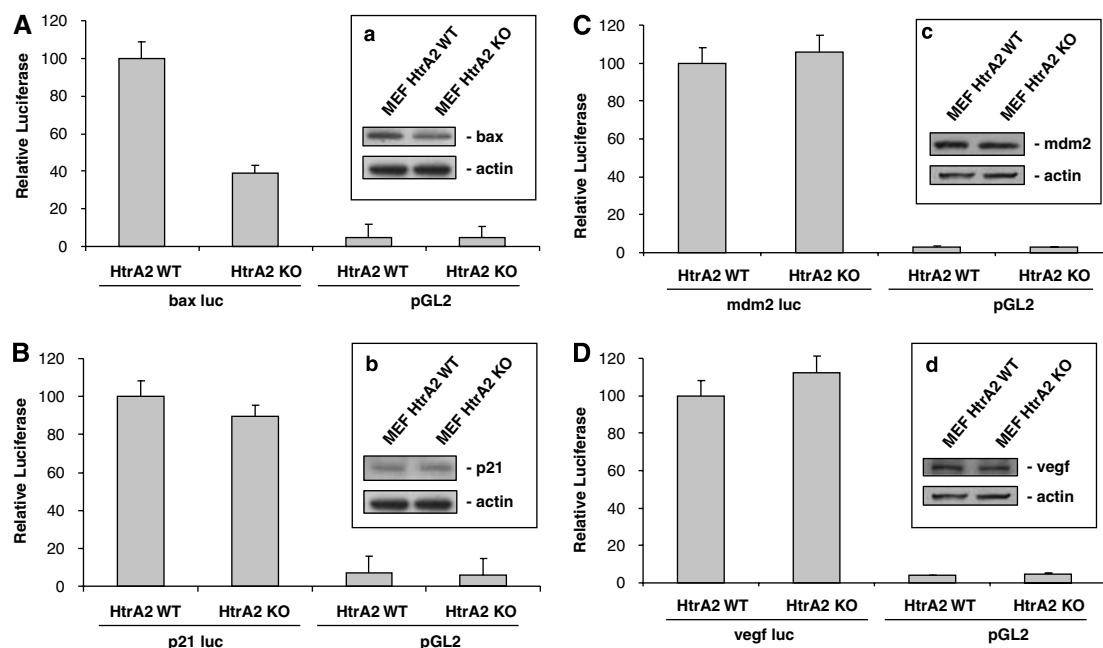 A
Relative Luciferase
120
100
80
60
40
20
0
HtrA2 WT
HtrA2 KO
HtrA2 WT
HtrA2 KO
bax luc
pGL2
a
MEF HtrA2 WT
MEF HtrA2 KO
- bax
- actin
C
Relative Luciferase
120
100
80
60
40
20
0
HtrA2 WT
HtrA2 KO
HtrA2 WT
HtrA2 KO
mdm2 luc
pGL2
c
MEF HtrA2 WT
MEF HtrA2 KO
- mdm2
- actin
B
Relative Luciferase
120
100
80
60
40
20
0
HtrA2 WT
HtrA2 KO
HtrA2 WT
HtrA2 KO
p21 luc
pGL2
b
MEF HtrA2 WT
MEF HtrA2 KO
- p21
- actin
D
Relative Luciferase
120
100
80
60
40
20
0
HtrA2 WT
HtrA2 KO
HtrA2 WT
HtrA2 KO
vegf luc
pGL2
d
MEF HtrA2 WT
MEF HtrA2 KO
- vegf
- actin